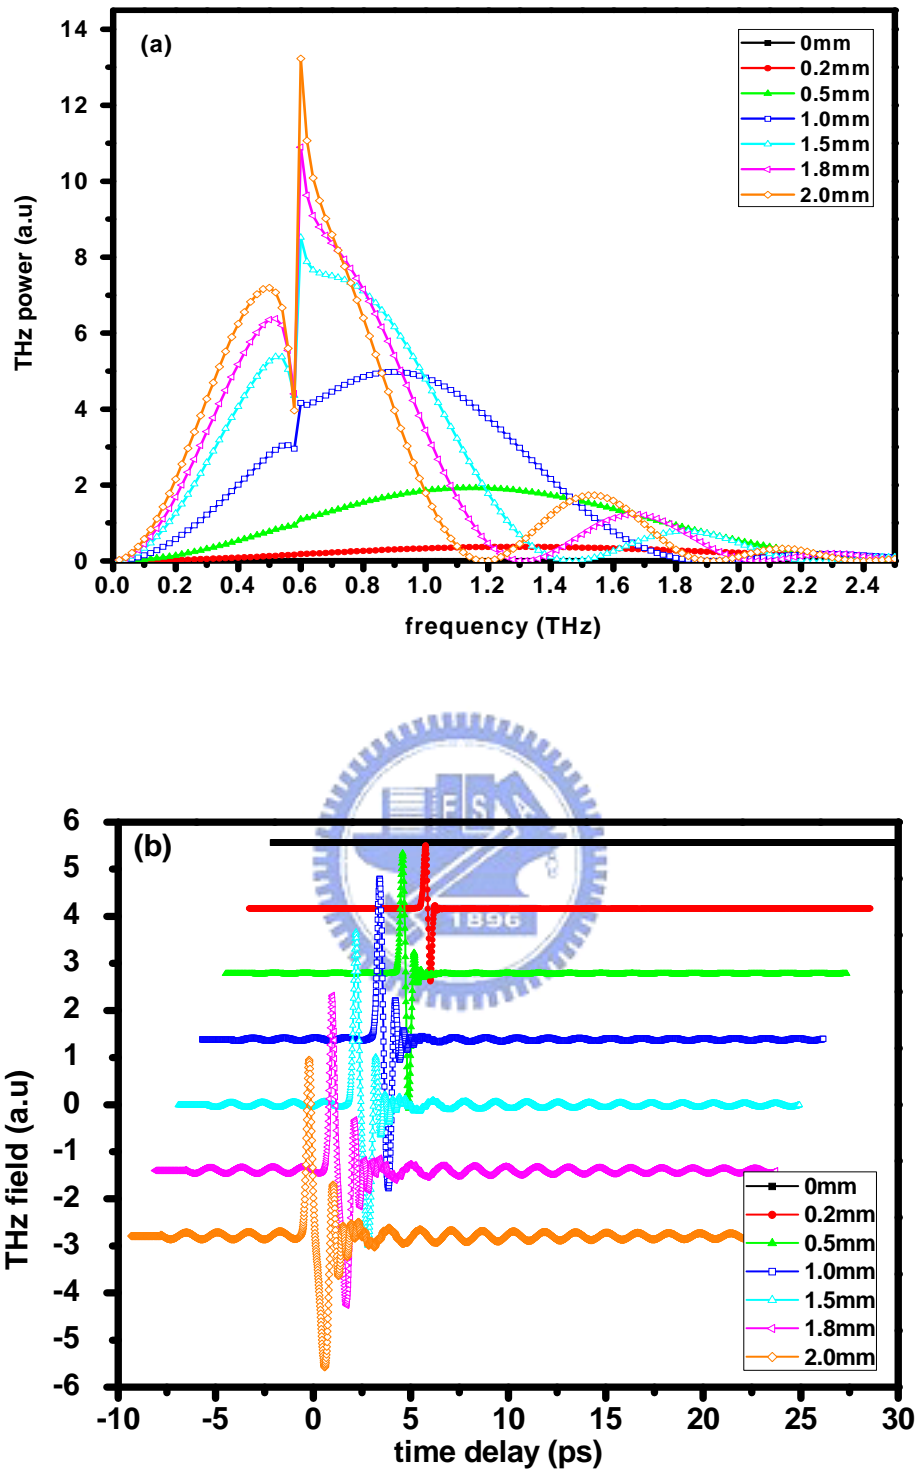 (a)
14
12
10
8
6
4
2
0
THz power (a.u)
0mm
0.2mm
0.5mm
1.0mm
1.5mm
1.8mm
2.0mm
0.0 0.2 0.4 0.6 0.8 1.0 1.2 1.4 1.6 1.8 2.0 2.2 2.4
frequency (THz)
(b)
6
5
4
3
2
1
0
-1
-2
-3
-4
-5
-6
THz field (a.u)
E S A
1896
0mm
0.2mm
0.5mm
1.0mm
1.5mm
1.8mm
2.0mm
-10 -5 0 5 10 15 20 25 30
time delay (ps)